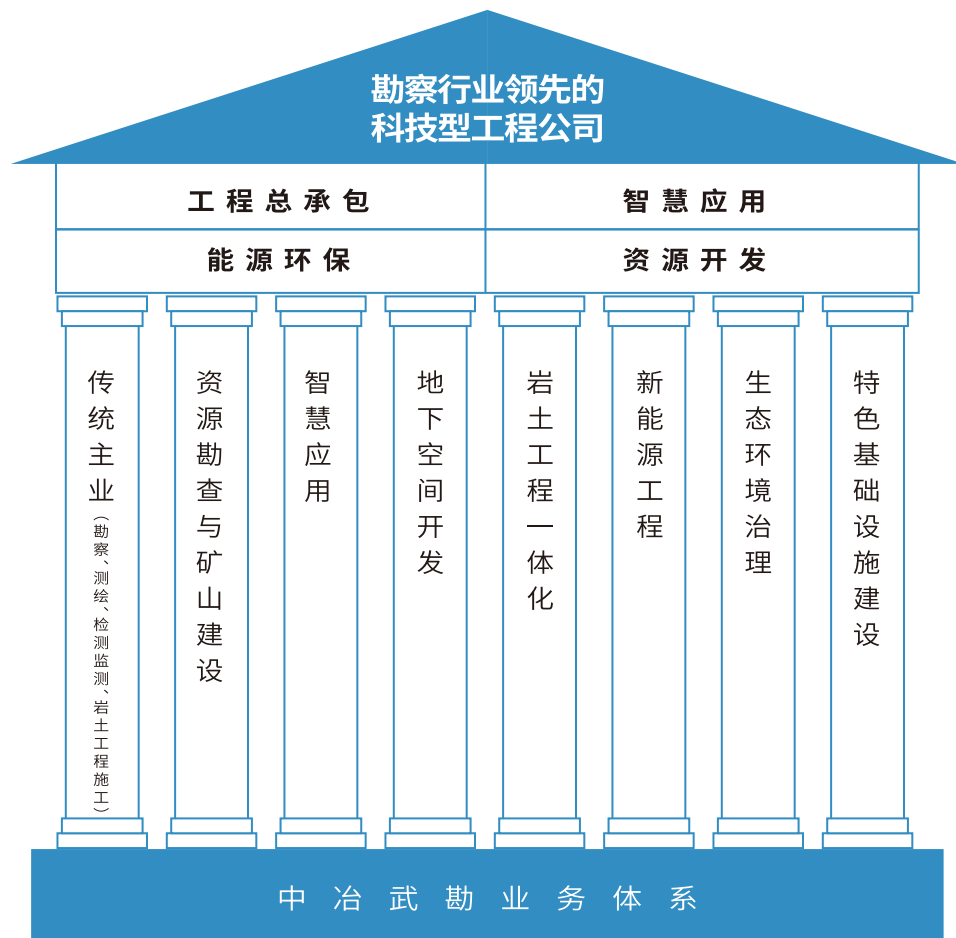 勘察行业领先的
科技型工程公司
工程总承包
智慧应用
能源环保
资源开发
传统主业（勘察、测绘、检测监测、岩土工程施工）
资源勘查与矿山建设
智慧应用
地下空间开发
岩土工程一体化
新能源工程
生态环境治理
特色基础设施建设
中冶武勘业务体系